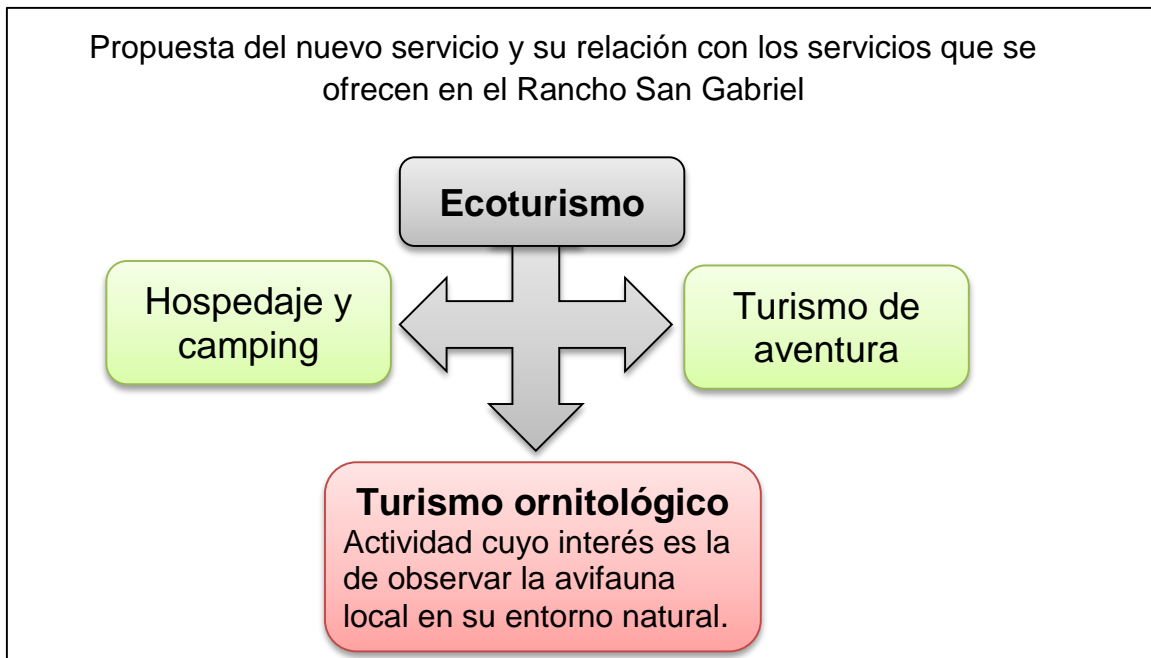 Propuesta del nuevo servicio y su relación con los servicios que se
ofrecen en el Rancho San Gabriel
Ecoturismo
Hospedaje y
camping
Turismo de
aventura
Turismo ornitológico
Actividad cuyo interés es la
de observar la avifauna
local en su entorno natural.